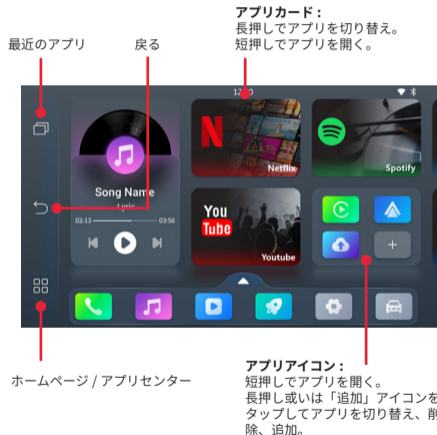 アプリカード：
長押しでアプリを切り替え。
短押しでアプリを開く。
最近のアプリ
戻る
Netflix
Spotify
Song Name
02:13
03:56
You
Tube
Youtube
ホームページ / アプリセンター
アプリアイコン：
短押しでアプリを開く。
長押し或いは「追加」アイコンを
タップしてアプリを切り替え、削
除、追加。